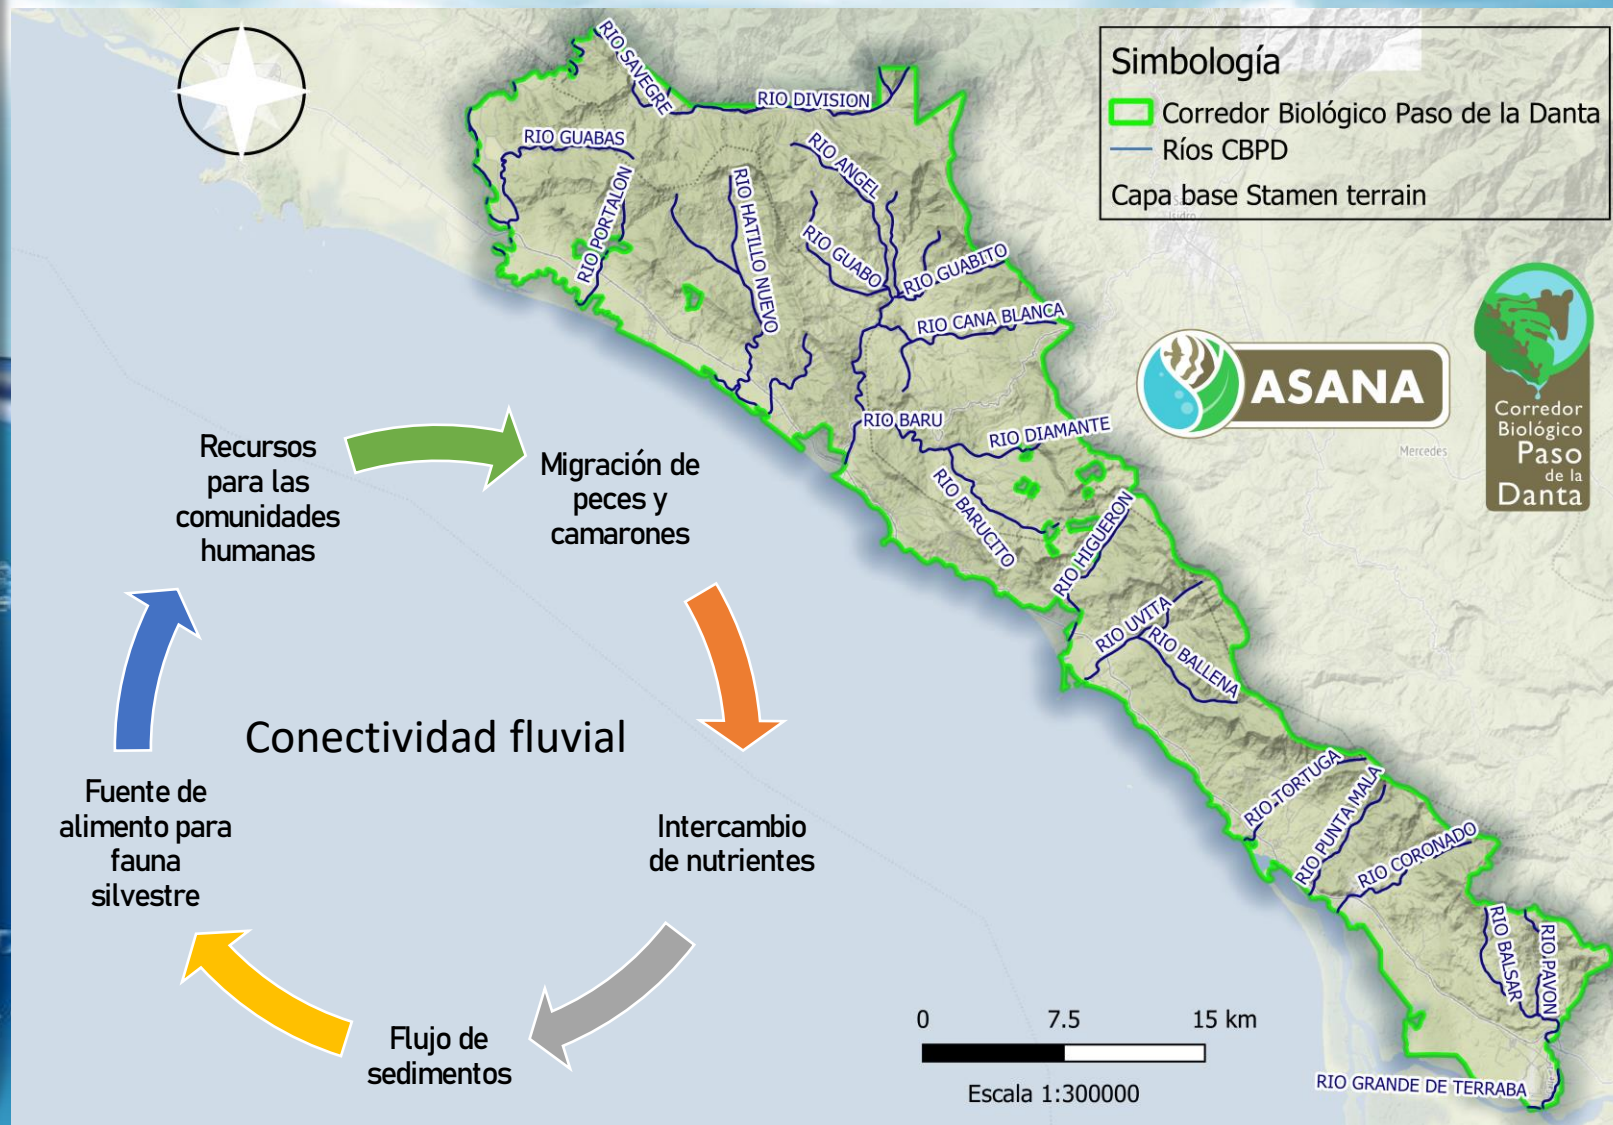 Simbología
Corredor Biológico Paso de la Danta
Ríos CBPD
Capa base Stamen terrain
RIO SAVEGRE
RIO DIVISION
RIO GUABAS
RIO ANGEL
RIO PORTALON
RIO HATILLO NUEVO
RIO GUABO
RIO GUABITO
RIO CANA BLANCA
ASANA
Corredor
Biológico
Paso
de la
Danta
Mercedes
RIO BARU
RIO DIAMANTE
RIO BARUCITO
RIO HIGUERON
RIO UVITA
RIO BALLENA
RIO TORTUGA
RIO PUNTA MALA
RIO CORONADO
RIO BALSAR
RIO PAVON
RIO GRANDE DE TERRABA
Recursos
para las
comunidades
humanas
Migración de
peces y
camarones
Conectividad fluvial
Fuente de
alimento para
fauna
silvestre
Intercambio
de nutrientes
Flujo de
sedimentos
0 7.5 15 km
Escala 1:300000